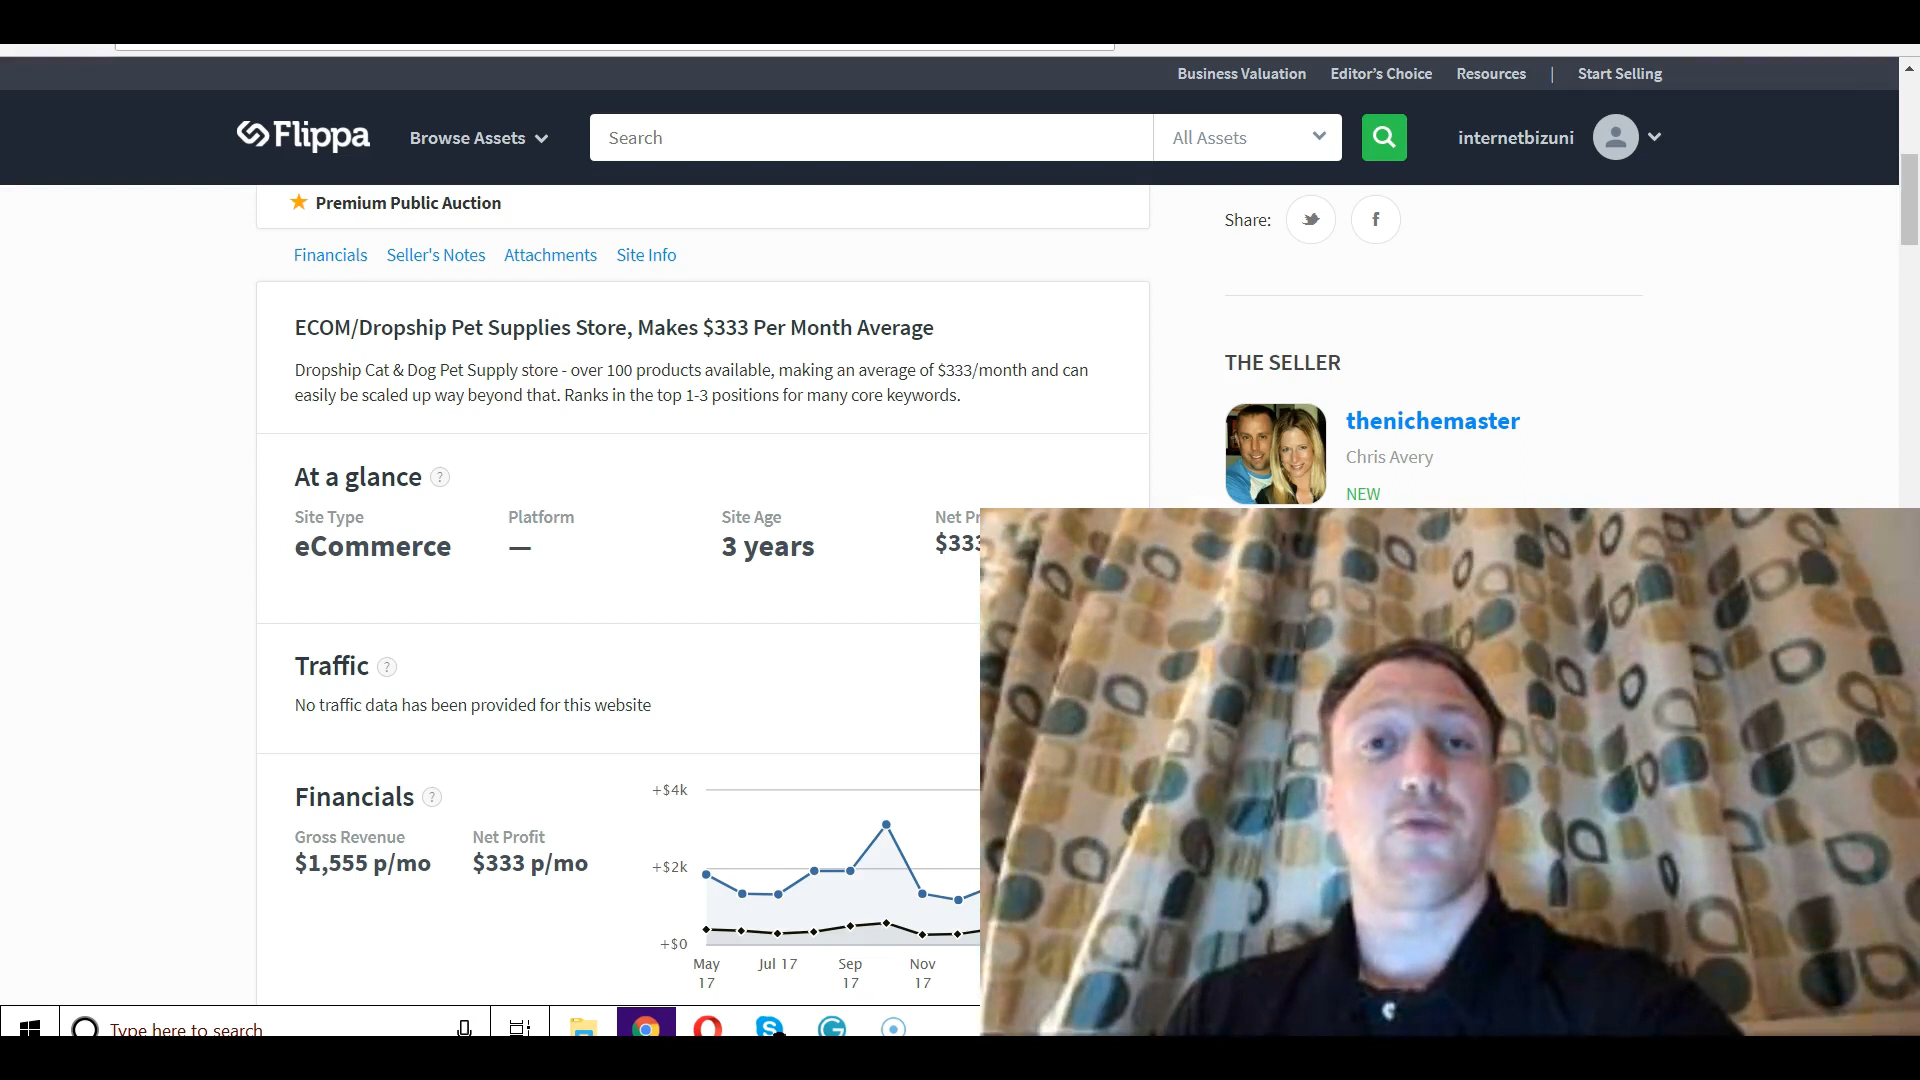 Business Valuation Editor's Choice Resources | Start Selling
Flippa Browse Assets Search All Assets internetbizuni
Premium Public Auction
Share:
Financials Seller's Notes Attachments Site Info
ECOM/Dropship Pet Supplies Store, Makes $333 Per Month Average
Dropship Cat & Dog Pet Supply store - over 100 products available, making an average of $333/month and can
easily be scaled up way beyond that. Ranks in the top 1-3 positions for many core keywords.
THE SELLER
thenichemaster
Chris Avery
NEW
At a glance ?
Site Type Platform Site Age Net Pr
eCommerce — 3 years $333
Traffic ?
No traffic data has been provided for this website
Financials ?
Gross Revenue Net Profit
$1,555 p/mo $333 p/mo
+$4k
+$2k
+$0
May Jul 17 Sep Nov
17 17 17
Type here to search